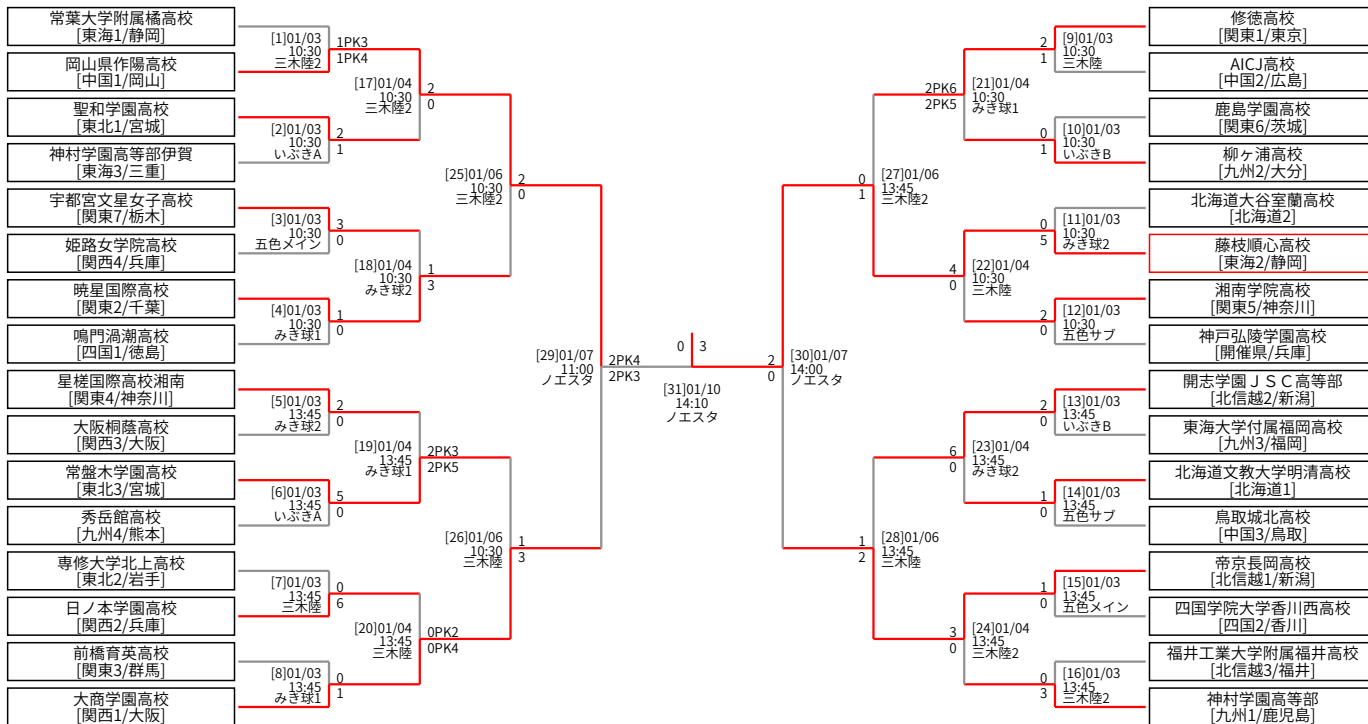 常葉大学附属橘高校
[東海1/静岡]
岡山県作陽高校
[中国1/岡山]
聖和学園高校
[東北1/宮城]
神村学園高等部伊賀
[東海3/三重]
宇都宮文星女子高校
[関東7/栃木]
姫路女学院高校
[関西4/兵庫]
暁星国際高校
[関東2/千葉]
鳴門渦潮高校
[四国1/徳島]
星槎国際高校湘南
[関東4/神奈川]
大阪桐蔭高校
[関西3/大阪]
常盤木学園高校
[東北3/宮城]
秀岳館高校
[九州4/熊本]
専修大学北上高校
[東北2/岩手]
日ノ本学園高校
[関西2/兵庫]
前橋育英高校
[関東3/群馬]
大商学園高校
[関西1/大阪]
[1]01/03
10:30
三木陸2
1PK3
1PK4
[2]01/03
10:30
いぶきA
2
1
[3]01/03
10:30
五色メイン
3
0
[4]01/03
10:30
みき球1
1
0
[5]01/03
13:45
みき球2
2
0
[6]01/03
13:45
いぶきA
5
0
[7]01/03
13:45
三木陸
0
6
[8]01/03
13:45
みき球1
0
1
[17]01/04
10:30
三木陸2
2
0
[18]01/04
10:30
みき球2
1
3
[19]01/04
13:45
みき球1
2PK3
2PK5
[20]01/04
13:45
三木陸
0PK2
0PK4
[25]01/06
10:30
三木陸2
2
0
[26]01/06
10:30
三木陸
1
3
[29]01/07
11:00
ノエスタ
2PK4
2PK3
0
3
[31]01/10
14:10
ノエスタ
2
0
[30]01/07
14:00
ノエスタ
0
1
[27]01/06
13:45
三木陸2
1
2
[28]01/06
13:45
三木陸
2PK6
2PK5
[21]01/04
10:30
みき球1
4
0
[22]01/04
10:30
三木陸
6
0
[23]01/04
13:45
みき球2
3
0
[24]01/04
13:45
三木陸2
2
1
[9]01/03
10:30
三木陸
0
1
[10]01/03
10:30
いぶきB
0
5
[11]01/03
10:30
みき球2
2
0
[12]01/03
10:30
五色サブ
2
0
[13]01/03
13:45
いぶきB
1
0
[14]01/03
13:45
五色サブ
1
0
[15]01/03
13:45
五色メイン
0
3
[16]01/03
13:45
三木陸2
修徳高校
[関東1/東京]
AICJ高校
[中国2/広島]
鹿島学園高校
[関東6/茨城]
柳ヶ浦高校
[九州2/大分]
北海道大谷室蘭高校
[北海道2]
藤枝順心高校
[東海2/静岡]
湘南学院高校
[関東5/神奈川]
神戸弘陵学園高校
[開催県/兵庫]
開志学園ＪＳＣ高等部
[北信越2/新潟]
東海大学付属福岡高校
[九州3/福岡]
北海道文教大学明清高校
[北海道1]
鳥取城北高校
[中国3/鳥取]
帝京長岡高校
[北信越1/新潟]
四国学院大学香川西高校
[四国2/香川]
福井工業大学附属福井高校
[北信越3/福井]
神村学園高等部
[九州1/鹿児島]